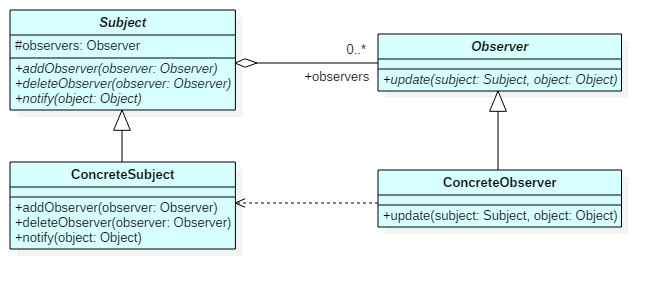 Subject
#observers: Observer
+addObserver(observer: Observer)
+deleteObserver(observer: Observer)
+notify(object: Object)
0..*
+observers
Observer
+update(subject: Subject, object: Object)
ConcreteSubject
+addObserver(observer: Observer)
+deleteObserver(observer: Observer)
+notify(object: Object)
ConcreteObserver
+update(subject: Subject, object: Object)